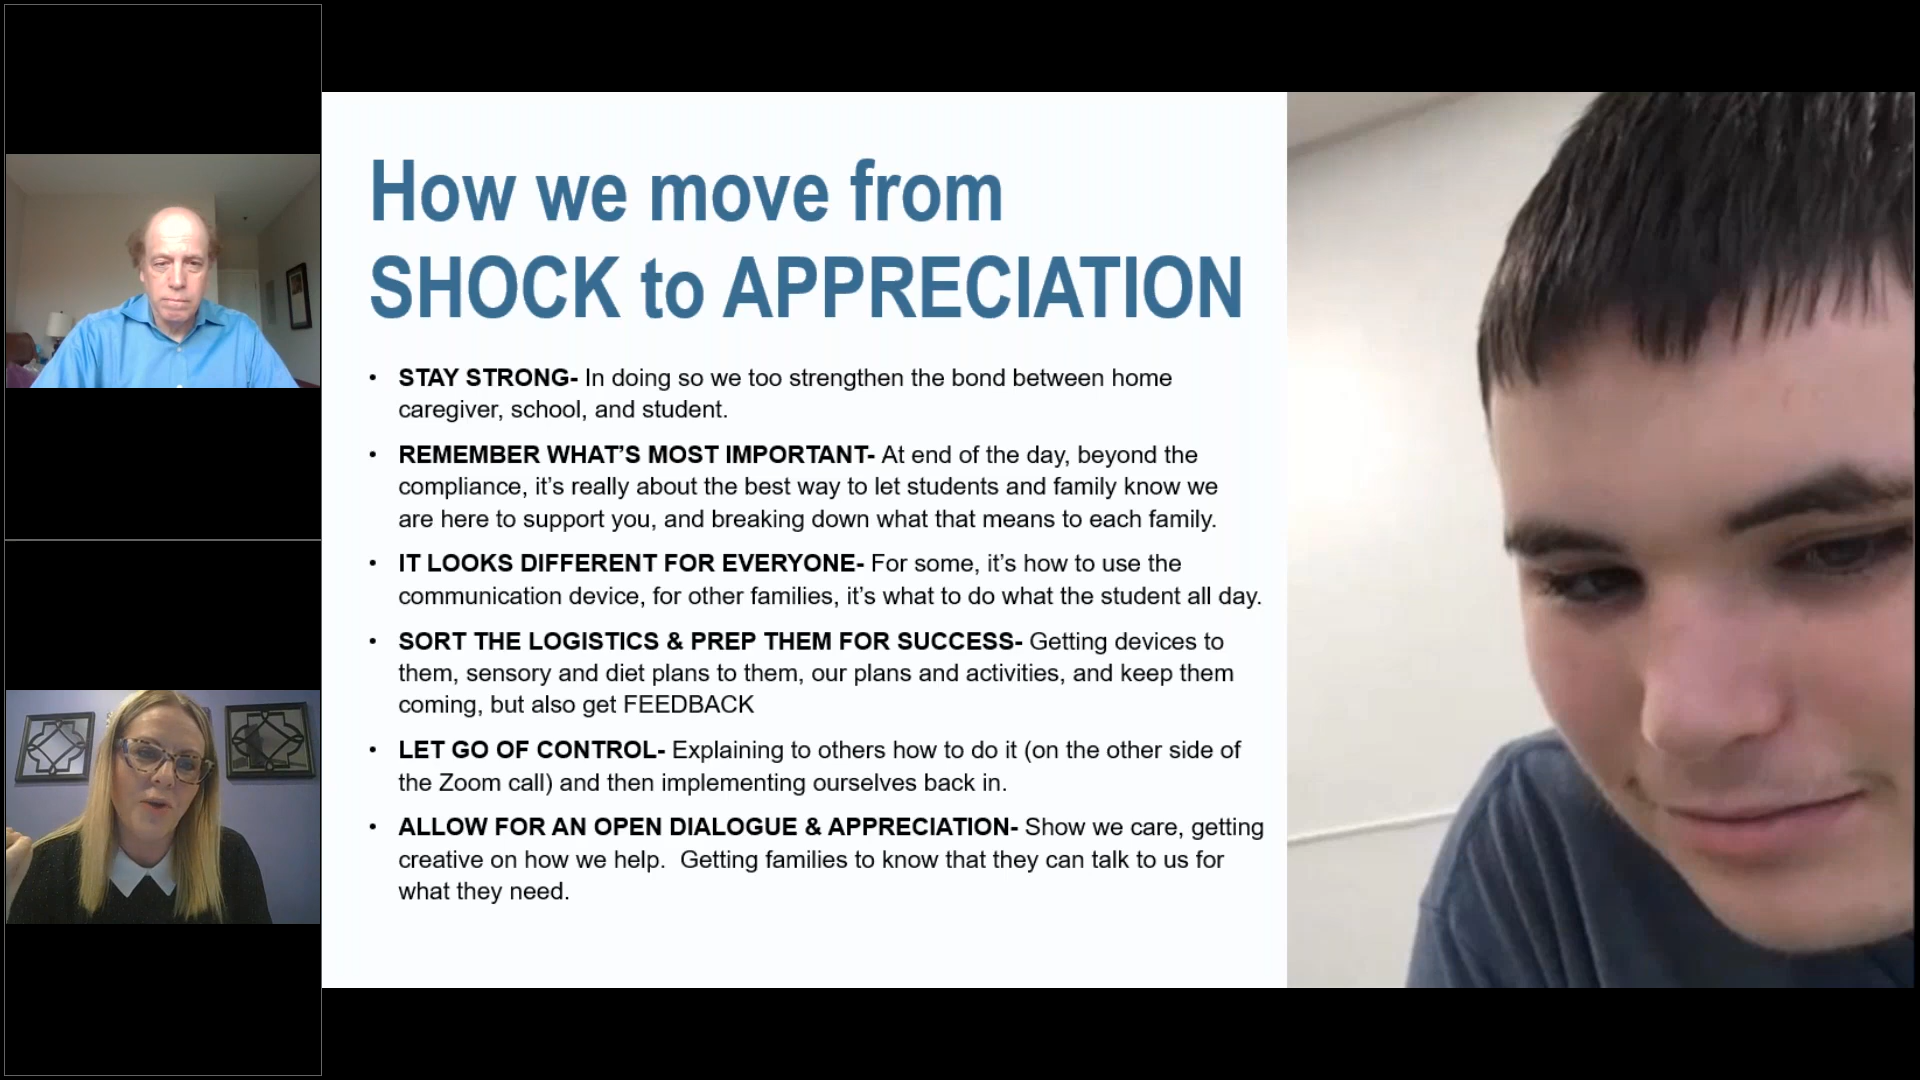 How we move from
SHOCK to APPRECIATION
• STAY STRONG- In doing so we too strengthen the bond between home
caregiver, school, and student.
• REMEMBER WHAT’S MOST IMPORTANT- At end of the day, beyond the
compliance, it’s really about the best way to let students and family know we
are here to support you, and breaking down what that means to each family.
• IT LOOKS DIFFERENT FOR EVERYONE- For some, it’s how to use the
communication device, for other families, it’s what to do what the student all day.
• SORT THE LOGISTICS & PREP THEM FOR SUCCESS- Getting devices to
them, sensory and diet plans to them, our plans and activities, and keep them
coming, but also get FEEDBACK
• LET GO OF CONTROL- Explaining to others how to do it (on the other side of
the Zoom call) and then implementing ourselves back in.
• ALLOW FOR AN OPEN DIALOGUE & APPRECIATION- Show we care, getting
creative on how we help.  Getting families to know that they can talk to us for
what they need.